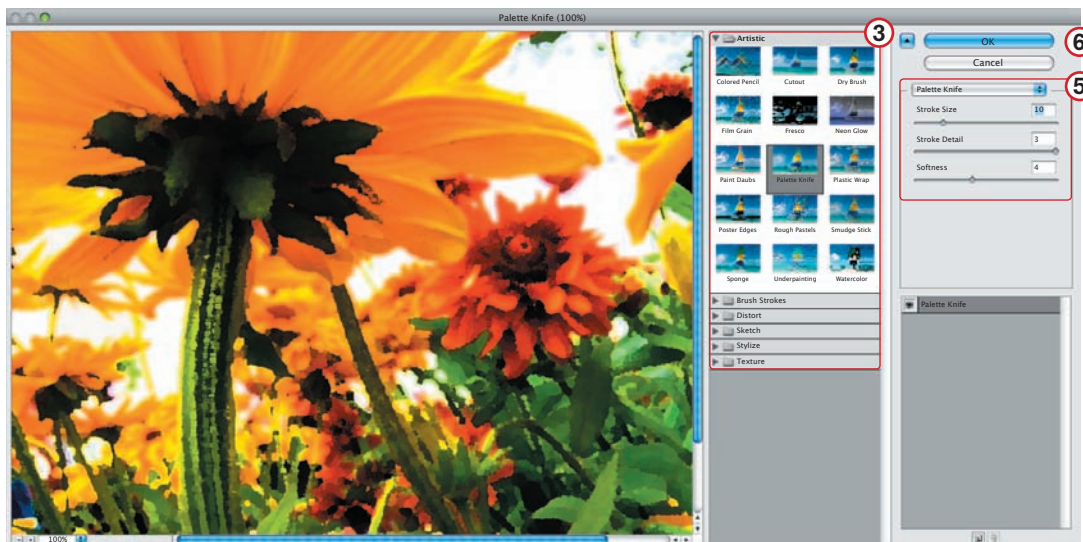 Palette Knife (100%)
Artistic
3
Colored Pencil
Cutout
Dry Brush
Film Grain
Fresco
Neon Glow
Paint Daubs
Palette Knife
Plastic Wrap
Poster Edges
Rough Pastels
Smudge Stick
Sponge
Underpainting
Watercolor
Brush Strokes
Distort
Sketch
Stylize
Texture
OK
6
Cancel
5
Palette Knife
Stroke Size 10
Stroke Detail 3
Softness 4
Palette Knife
100%